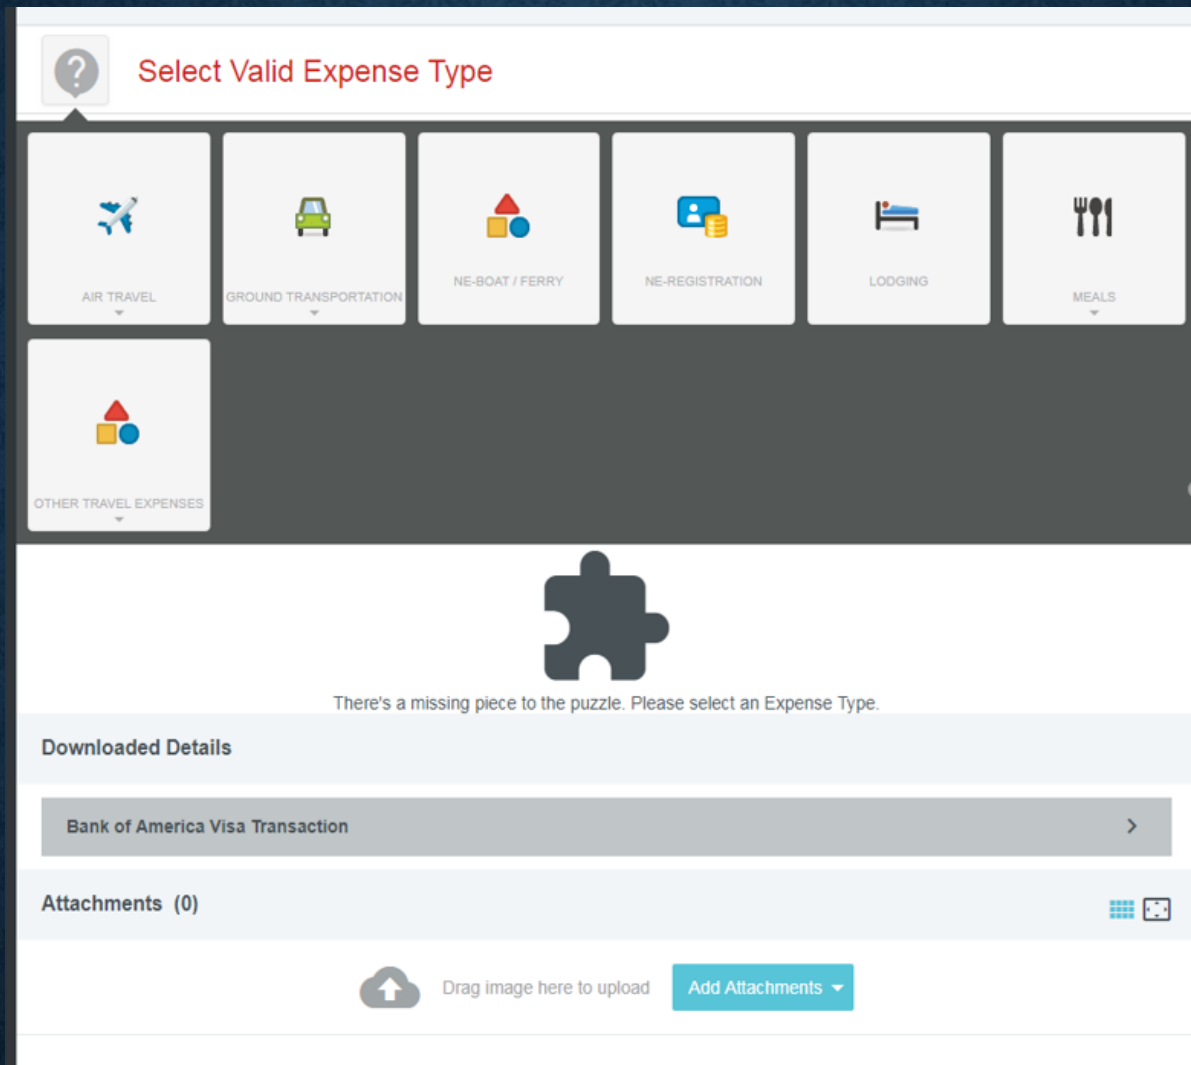 Select Valid Expense Type
AIR TRAVEL
GROUND TRANSPORTATION
NE-BOAT / FERRY
NE-REGISTRATION
LODGING
MEALS
OTHER TRAVEL EXPENSES
There's a missing piece to the puzzle. Please select an Expense Type.
Downloaded Details
Bank of America Visa Transaction
Attachments (0)
Drag image here to upload
Add Attachments